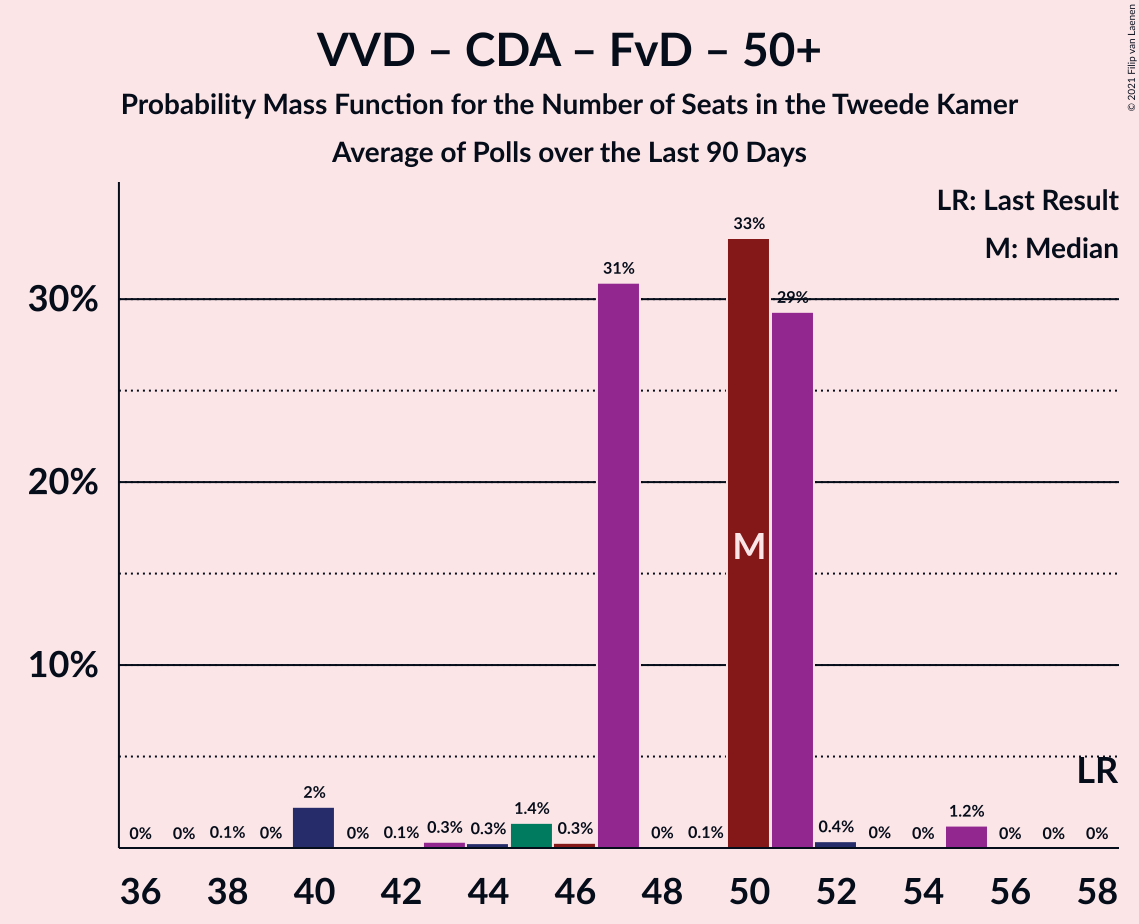 VVD – CDA – FvD – 50+
Probability Mass Function for the Number of Seats in the Tweede Kamer
Average of Polls over the Last 90 Days
© 2021 Filip van Laenen
LR: Last Result
M: Median
30%
20%
10%
0% 0% 0.1% 0% 2% 0% 0.1% 0.3% 0.3% 1.4% 0.3% 31% 0% 0.1% 33% 29% 0.4% 0% 0% 1.2% 0% 0% 0%
M
LR
36 38 40 42 44 46 48 50 52 54 56 58